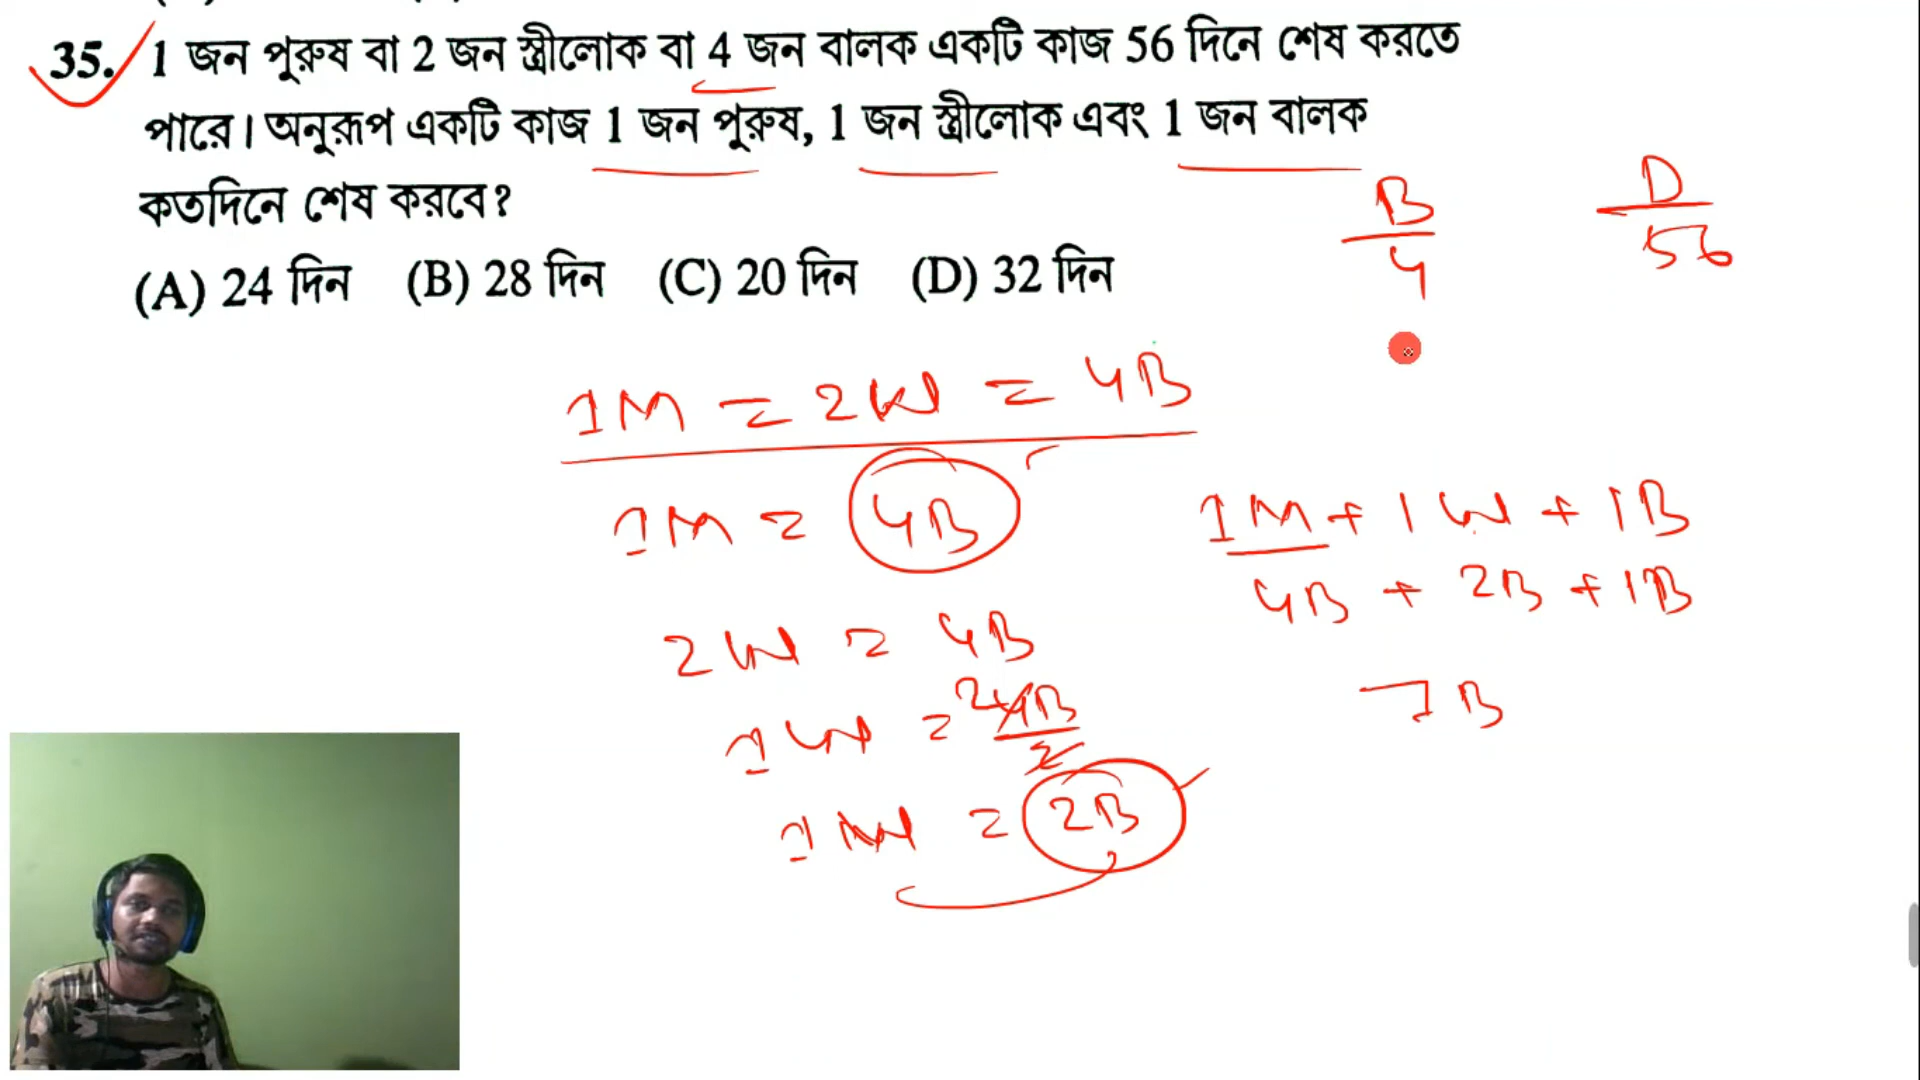 35. 1 জন পুরুষ বা 2 জন স্ত্রীলোক বা 4 জন বালক একটি কাজ 56 দিনে শেষ করতে
পারে। অনুরূপ একটি কাজ 1 জন পুরুষ, 1 জন স্ত্রীলোক এবং 1 জন বালক
কতদিনে শেষ করবে?
(A) 24 দিন (B) 28 দিন (C) 20 দিন (D) 32 দিন
B D
4 56
1M = 2W = 4B
1M = 4B
2W = 4B
1W = 2 4B
2
1W = 2B
1M + 1W + 1B
4B + 2B + 1B
7B